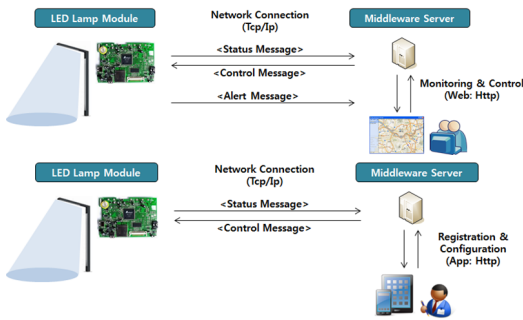 LED Lamp Module
Network Connection
(Tcp/Ip)
Middleware Server
<Status Message>
<Control Message>
<Alert Message>
Monitoring & Control
(Web: Http)
LED Lamp Module
Network Connection
(Tcp/Ip)
Middleware Server
<Status Message>
<Control Message>
Registration &
Configuration
(App: Http)